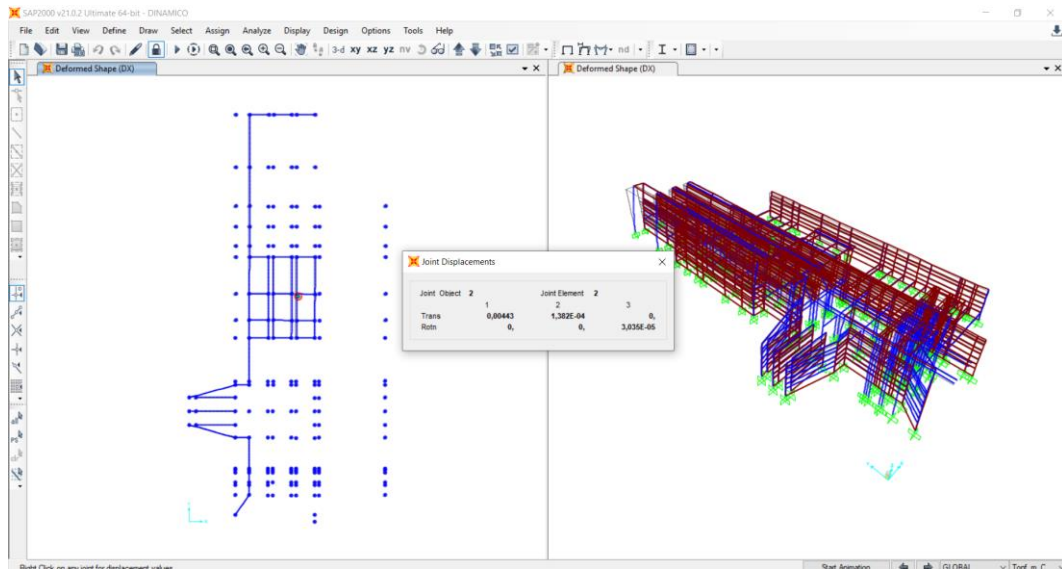 SAP2000 v21.0.2 Ultimate 64-bit - DINAMICO
File Edit View Define Draw Select Assign Analyze Display Design Options Tools Help
3-d xy xz yz nv nd
Deformed Shape (DX)
Deformed Shape (DX)
Joint Displacements
Joint Object 2 Joint Element 2
1 2 3
Trans 0,00443 1,382E-04 0,
Rotn 0, 0, 3,035E-05
Right Click on any joint for displacement values
Start Animation GLOBAL Tonf, m, C